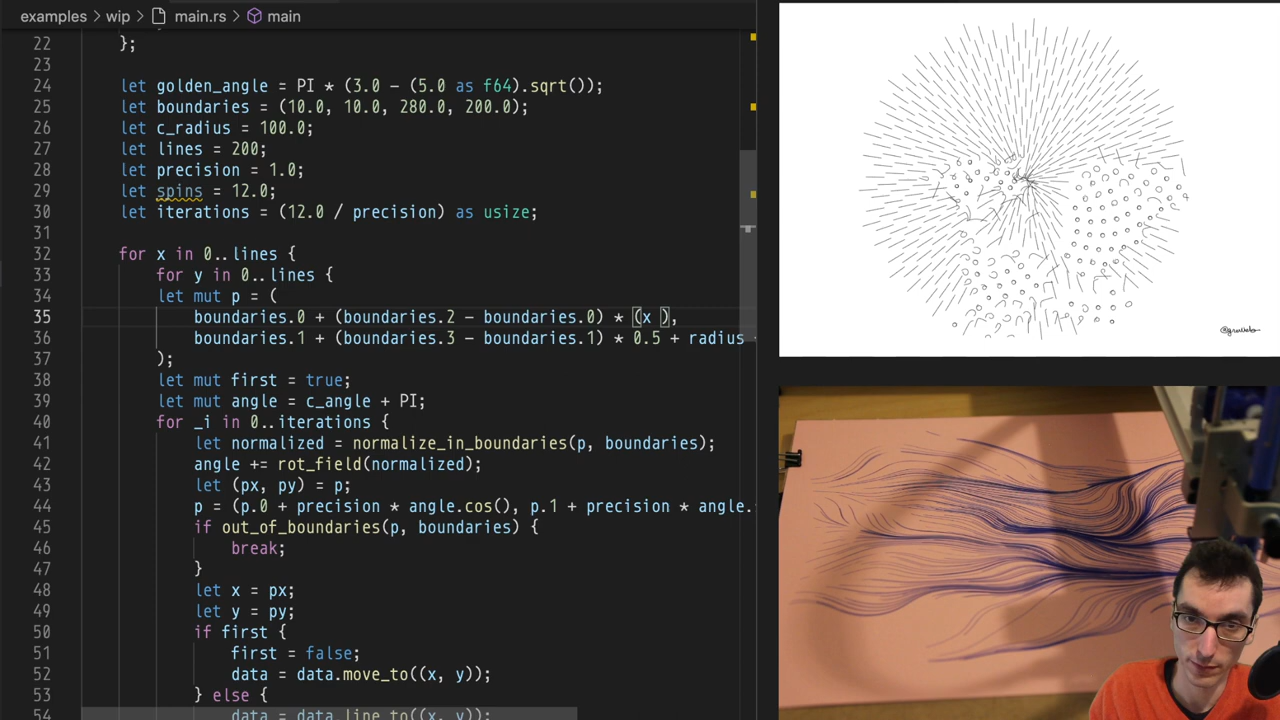 examples > wip > main.rs > main
22 };
23
24 let golden_angle = PI * (3.0 - (5.0 as f64).sqrt());
25 let boundaries = (10.0, 10.0, 280.0, 200.0);
26 let c_radius = 100.0;
27 let lines = 200;
28 let precision = 1.0;
29 let spins = 12.0;
30 let iterations = (12.0 / precision) as usize;
31
32 for x in 0..lines {
33 for y in 0..lines {
34 let mut p = (
35 boundaries.0 + (boundaries.2 - boundaries.0) * (x ),
36 boundaries.1 + (boundaries.3 - boundaries.1) * 0.5 + radius
37 );
38 let mut first = true;
39 let mut angle = c_angle + PI;
40 for _i in 0..iterations {
41 let normalized = normalize_in_boundaries(p, boundaries);
42 angle += rot_field(normalized);
43 let (px, py) = p;
44 p = (p.0 + precision * angle.cos(), p.1 + precision * angle.
45 if out_of_boundaries(p, boundaries) {
46 break;
47 }
48 let x = px;
49 let y = py;
50 if first {
51 first = false;
52 data = data.move_to((x, y));
53 } else {
54 data = data.line_to((x, y));